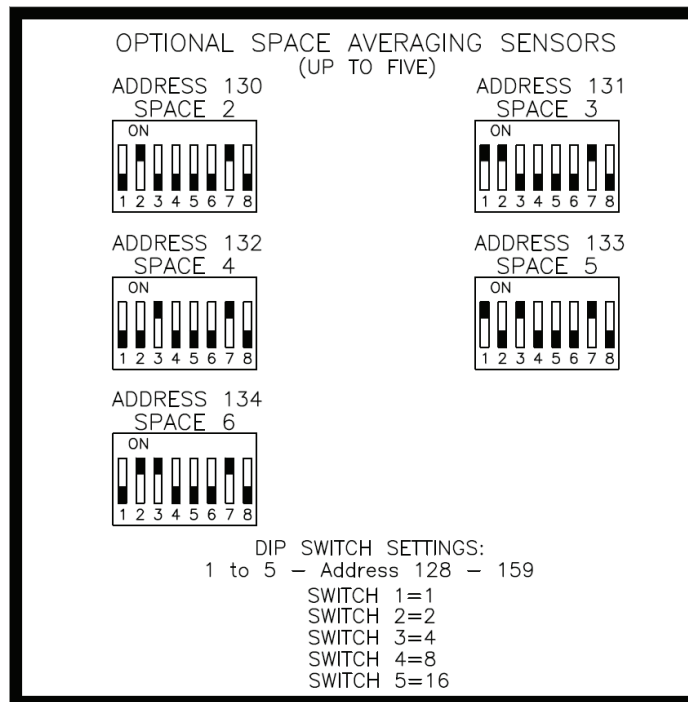 OPTIONAL SPACE AVERAGING SENSORS
(UP TO FIVE)
ADDRESS 130
SPACE 2
ON
1 2 3 4 5 6 7 8
ADDRESS 131
SPACE 3
ON
1 2 3 4 5 6 7 8
ADDRESS 132
SPACE 4
ON
1 2 3 4 5 6 7 8
ADDRESS 133
SPACE 5
ON
1 2 3 4 5 6 7 8
ADDRESS 134
SPACE 6
ON
1 2 3 4 5 6 7 8
DIP SWITCH SETTINGS:
1 to 5 – Address 128 – 159
SWITCH 1=1
SWITCH 2=2
SWITCH 3=4
SWITCH 4=8
SWITCH 5=16